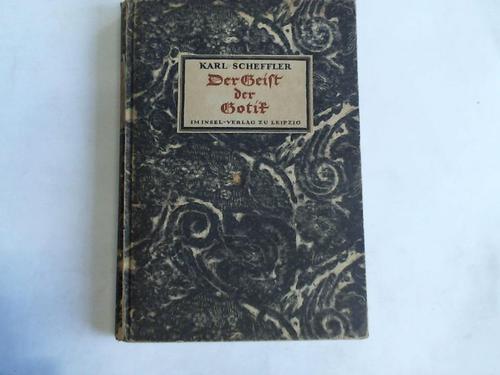 KARL SCHEFFLER
Der Geist
der
Gotik
IM INSEL-VERLAG ZU LEIPZIG